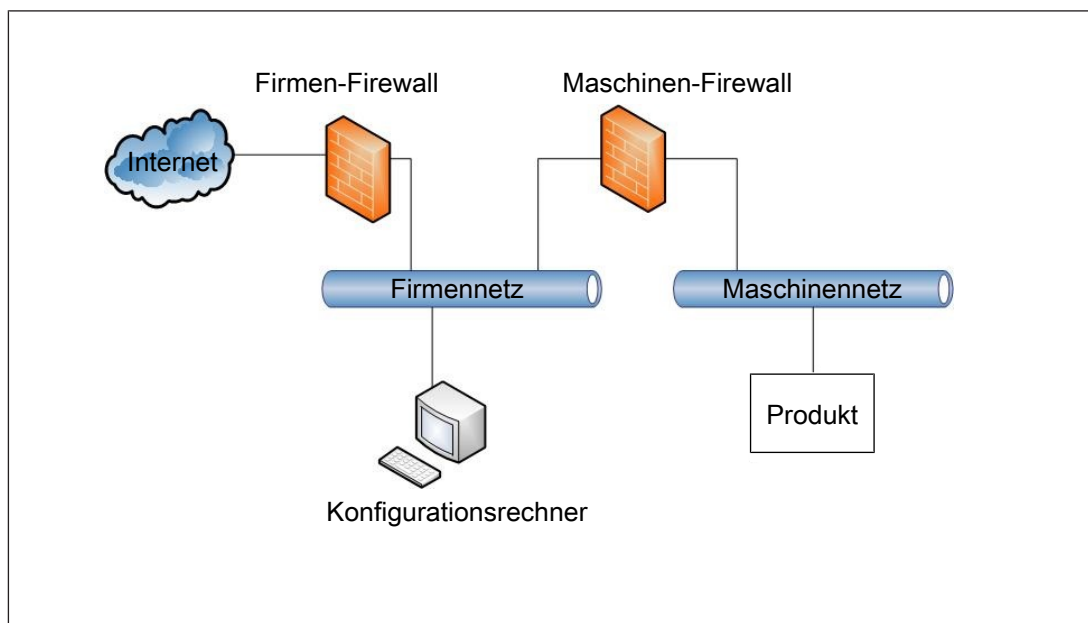 Firmen-Firewall
Maschinen-Firewall
Internet
Firmennetz
Maschinennetz
Produkt
Konfigurationsrechner